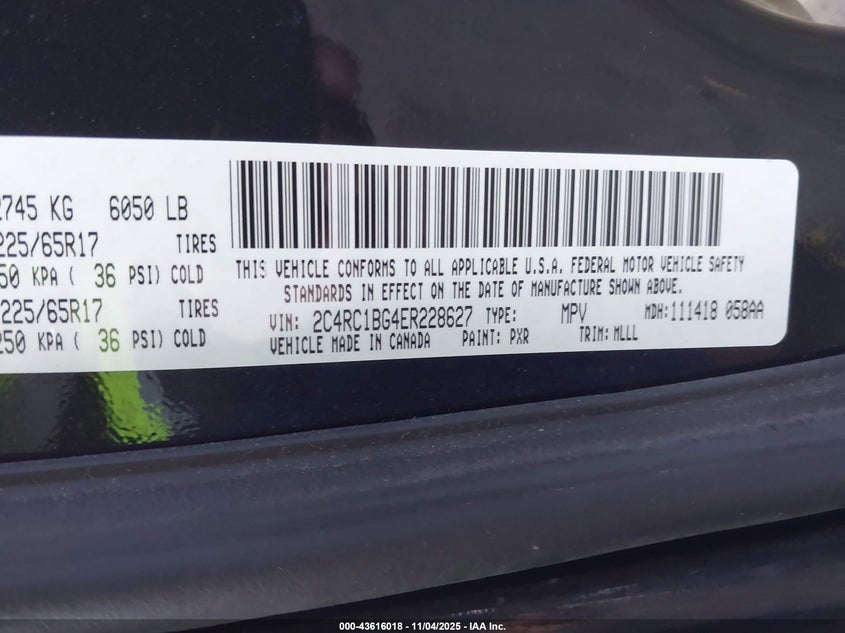 2745 KG 6050 LB
225/65R17 TIRES
250 KPA ( 36 PSI) COLD
225/65R17 TIRES
250 KPA ( 36 PSI) COLD
THIS VEHICLE CONFORMS TO ALL APPLICABLE U.S.A. FEDERAL MOTOR VEHICLE SAFETY
STANDARDS IN EFFECT ON THE DATE OF MANUFACTURE SHOWN ABOVE.
VIN: 2C4RC1BG4ER228627 TYPE: MPV MDH:111418 058AA
VEHICLE MADE IN CANADA PAINT: PXR TRIM: MLLL
000-43616018 - 11/04/2025 - IAA Inc.